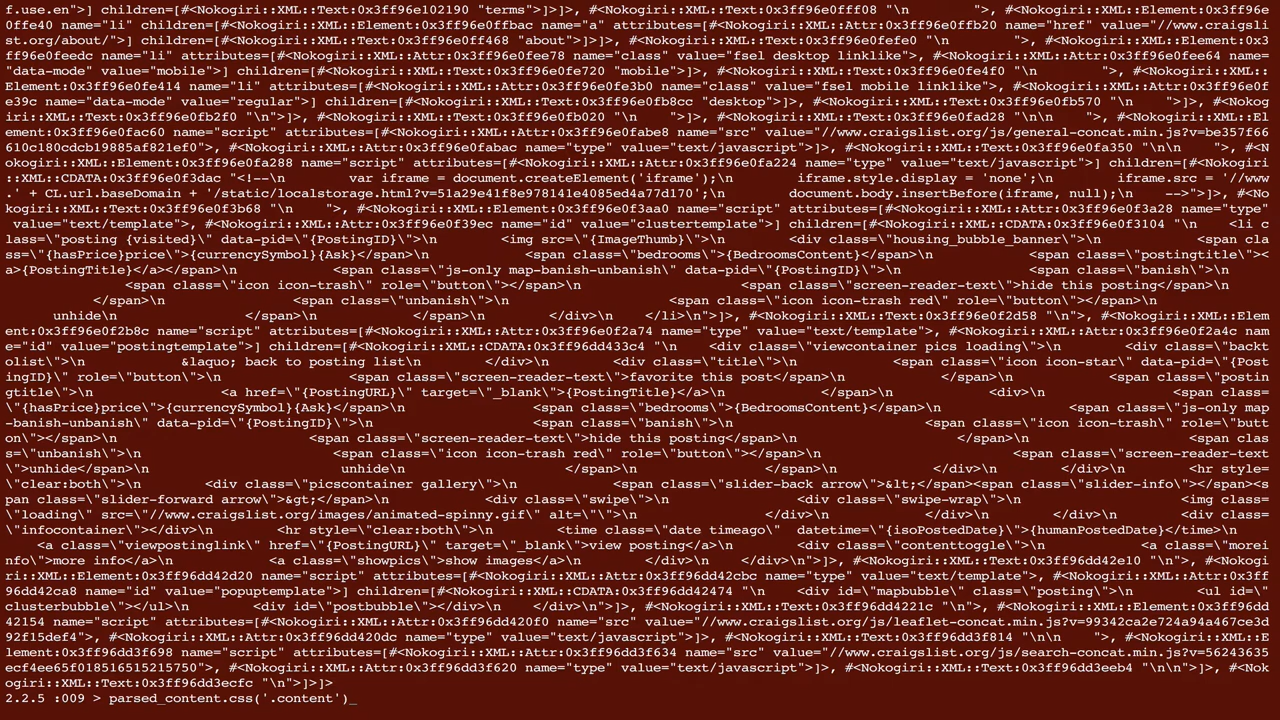 f.use.en">] children=[#<Nokogiri::XML::Text:0x3ff96e102190 "terms">]>]>, #<Nokogiri::XML::Text:0x3ff96e0fff08 "\n        ">, #<Nokogiri::XML::Element:0x3ff96e
0ffe40 name="li" children=[#<Nokogiri::XML::Element:0x3ff96e0ffbac name="a" attributes=[#<Nokogiri::XML::Attr:0x3ff96e0ffb20 name="href" value="//www.craigsli
st.org/about/">] children=[#<Nokogiri::XML::Text:0x3ff96e0ff468 "about">]>]>, #<Nokogiri::XML::Text:0x3ff96e0fefe0 "\n        ">, #<Nokogiri::XML::Element:0x3
ff96e0feedc name="li" attributes=[#<Nokogiri::XML::Attr:0x3ff96e0fee78 name="class" value="fsel desktop linklike">, #<Nokogiri::XML::Attr:0x3ff96e0fee64 name=
"data-mode" value="mobile">] children=[#<Nokogiri::XML::Text:0x3ff96e0fe720 "mobile">]>, #<Nokogiri::XML::Text:0x3ff96e0fe4f0 "\n        ">, #<Nokogiri::XML::
Element:0x3ff96e0fe414 name="li" attributes=[#<Nokogiri::XML::Attr:0x3ff96e0fe3b0 name="class" value="fsel mobile linklike">, #<Nokogiri::XML::Attr:0x3ff96e0f
e39c name="data-mode" value="regular">] children=[#<Nokogiri::XML::Text:0x3ff96e0fb8cc "desktop">]>, #<Nokogiri::XML::Text:0x3ff96e0fb570 "\n    ">]>, #<Nokog
iri::XML::Text:0x3ff96e0fb2f0 "\n">]>, #<Nokogiri::XML::Text:0x3ff96e0fb020 "\n    ">]>, #<Nokogiri::XML::Text:0x3ff96e0fad28 "\n\n    ">, #<Nokogiri::XML::El
ement:0x3ff96e0fac60 name="script" attributes=[#<Nokogiri::XML::Attr:0x3ff96e0fabe8 name="src" value="//www.craigslist.org/js/general-concat.min.js?v=be357f66
610c180cdcb19885af821ef0">, #<Nokogiri::XML::Attr:0x3ff96e0fabac name="type" value="text/javascript">]>, #<Nokogiri::XML::Text:0x3ff96e0fa350 "\n\n    ">, #<N
okogiri::XML::Element:0x3ff96e0fa288 name="script" attributes=[#<Nokogiri::XML::Attr:0x3ff96e0fa224 name="type" value="text/javascript">] children=[#<Nokogiri
::XML::CDATA:0x3ff96e0f3dac "<!--\n        var iframe = document.createElement('iframe');\n        iframe.style.display = 'none';\n        iframe.src = '//www
.' + CL.url.baseDomain + '/static/localstorage.html?v=51a29e41f8e978141e4085ed4a77d170';\n        document.body.insertBefore(iframe, null);\n    -->">]>, #<No
kogiri::XML::Text:0x3ff96e0f3b68 "\n    ">, #<Nokogiri::XML::Element:0x3ff96e0f3aa0 name="script" attributes=[#<Nokogiri::XML::Attr:0x3ff96e0f3a28 name="type"
 value="text/template">, #<Nokogiri::XML::Attr:0x3ff96e0f39ec name="id" value="clustertemplate">] children=[#<Nokogiri::XML::CDATA:0x3ff96e0f3104 "\n    <li c
lass=\"posting {visited}\" data-pid=\"{PostingID}\">\n        <img src=\"{ImageThumb}\">\n        <div class=\"housing_bubble_banner\">\n            <span cla
ss=\"{hasPrice}price\">{currencySymbol}{Ask}</span>\n            <span class=\"bedrooms\">{BedroomsContent}</span>\n            <span class=\"postingtitle\"><
a>{PostingTitle}</a></span>\n            <span class=\"js-only map-banish-unbanish\" data-pid=\"{PostingID}\">\n                <span class=\"banish\">\n
               <span class=\"icon icon-trash\" role=\"button\"></span>\n                    <span class=\"screen-reader-text\">hide this posting</span>\n
           </span>\n                <span class=\"unbanish\">\n                    <span class=\"icon icon-trash red\" role=\"button\"></span>\n
      unhide\n                </span>\n            </span>\n        </div>\n    </li>\n">]>, #<Nokogiri::XML::Text:0x3ff96e0f2d58 "\n">, #<Nokogiri::XML::Elem
ent:0x3ff96e0f2b8c name="script" attributes=[#<Nokogiri::XML::Attr:0x3ff96e0f2a74 name="type" value="text/template">, #<Nokogiri::XML::Attr:0x3ff96e0f2a4c nam
e="id" value="postingtemplate">] children=[#<Nokogiri::XML::CDATA:0x3ff96dd433c4 "\n    <div class=\"viewcontainer pics loading\">\n        <div class=\"backt
olist\">\n            &laquo; back to posting list\n        </div>\n        <div class=\"title\">\n            <span class=\"icon icon-star\" data-pid=\"{Post
ingID}\" role=\"button\">\n                <span class=\"screen-reader-text\">favorite this post</span>\n            </span>\n            <span class=\"postin
gtitle\">\n                <a href=\"{PostingURL}\" target=\"_blank\">{PostingTitle}</a>\n            </span>\n            <div>\n                <span class=
\"{hasPrice}price\">{currencySymbol}{Ask}</span>\n                <span class=\"bedrooms\">{BedroomsContent}</span>\n                <span class=\"js-only map
-banish-unbanish\" data-pid=\"{PostingID}\">\n                    <span class=\"banish\">\n                        <span class=\"icon icon-trash\" role=\"butt
on\"></span>\n                        <span class=\"screen-reader-text\">hide this posting</span>\n                    </span>\n                    <span clas
s=\"unbanish\">\n                        <span class=\"icon icon-trash red\" role=\"button\"></span>\n                        <span class=\"screen-reader-text
\">unhide</span>\n                        unhide\n                    </span>\n                </span>\n            </div>\n        </div>\n        <hr style=
\"clear:both\">\n        <div class=\"picscontainer gallery\">\n            <span class=\"slider-back arrow\">&lt;</span><span class=\"slider-info\"></span><s
pan class=\"slider-forward arrow\">&gt;</span>\n            <div class=\"swipe\">\n                <div class=\"swipe-wrap\">\n                    <img class=
\"loading\" src=\"//www.craigslist.org/images/animated-spinny.gif\" alt=\"\">\n                </div>\n            </div>\n        </div>\n        <div class=
\"infocontainer\"></div>\n        <hr style=\"clear:both\">\n        <time class=\"date timeago\"  datetime=\"{isoPostedDate}\">{humanPostedDate}</time>\n
    <a class=\"viewpostinglink\" href=\"{PostingURL}\" target=\"_blank\">view posting</a>\n        <div class=\"contenttoggle\">\n            <a class=\"morei
nfo\">more info</a>\n            <a class=\"showpics\">show images</a>\n        </div>\n    </div>\n">]>, #<Nokogiri::XML::Text:0x3ff96dd42e10 "\n">, #<Nokogi
ri::XML::Element:0x3ff96dd42d20 name="script" attributes=[#<Nokogiri::XML::Attr:0x3ff96dd42cbc name="type" value="text/template">, #<Nokogiri::XML::Attr:0x3ff
96dd42ca8 name="id" value="popuptemplate">] children=[#<Nokogiri::XML::CDATA:0x3ff96dd42474 "\n    <div id=\"mapbubble\" class=\"posting\">\n        <ul id=\"
clusterbubble\"></ul>\n        <div id=\"postbubble\"></div>\n    </div>\n">]>, #<Nokogiri::XML::Text:0x3ff96dd4221c "\n">, #<Nokogiri::XML::Element:0x3ff96dd
42154 name="script" attributes=[#<Nokogiri::XML::Attr:0x3ff96dd420f0 name="src" value="//www.craigslist.org/js/leaflet-concat.min.js?v=99342ca2e724a94a467ce3d
92f15def4">, #<Nokogiri::XML::Attr:0x3ff96dd420dc name="type" value="text/javascript">]>, #<Nokogiri::XML::Text:0x3ff96dd3f814 "\n\n    ">, #<Nokogiri::XML::E
lement:0x3ff96dd3f698 name="script" attributes=[#<Nokogiri::XML::Attr:0x3ff96dd3f634 name="src" value="//www.craigslist.org/js/search-concat.min.js?v=56243635
ecf4ee65f018516515215750">, #<Nokogiri::XML::Attr:0x3ff96dd3f620 name="type" value="text/javascript">]>, #<Nokogiri::XML::Text:0x3ff96dd3eeb4 "\n\n">]>, #<Nok
ogiri::XML::Text:0x3ff96dd3ecfc "\n">]>]>
2.2.5 :009 > parsed_content.css('.content')_